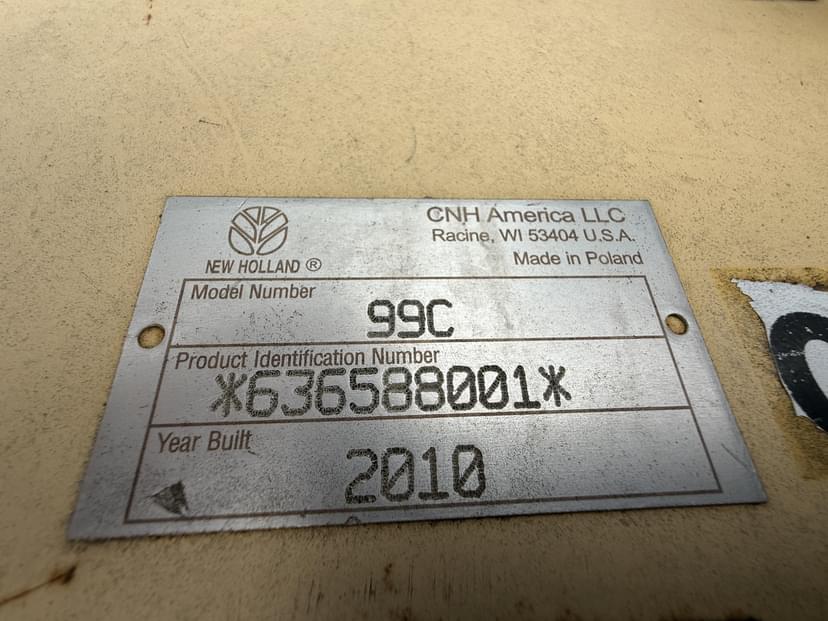 NEW HOLLAND ®
CNH America LLC
Racine, WI 53404 U.S.A.
Made in Poland
Model Number
99C
Product Identification Number
*636588001*
Year Built
2010